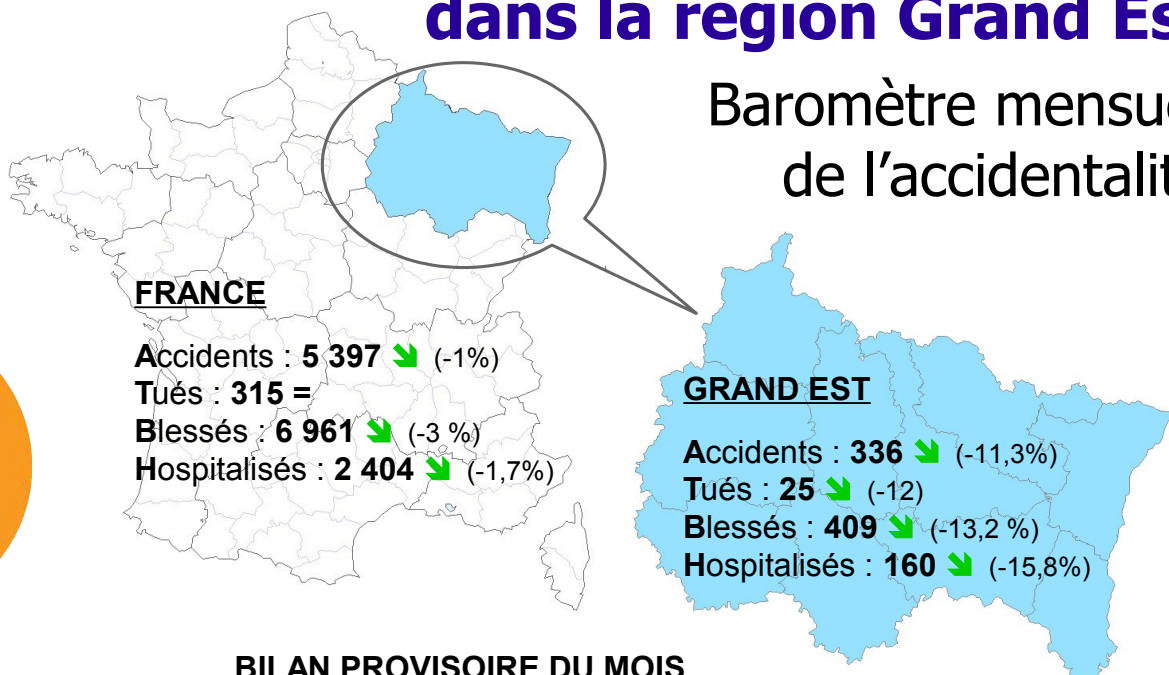 dans la région Grand Es
Baromètre mensue
de l'accidentalit
FRANCE
Accidents : 5 397 (-1%)
Tués : 315 =
Blessés : 6 961 (-3 %)
Hospitalisés : 2 404 (-1,7%)
GRAND EST
Accidents : 336 (-11,3%)
Tués : 25 (-12)
Blessés : 409 (-13,2 %)
Hospitalisés : 160 (-15,8%)
BILAN PROVISOIRE DU MOIS